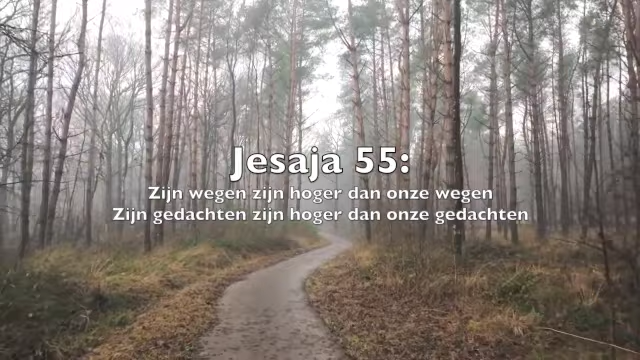 Jesaja 55:
Zijn wegen zijn hoger dan onze wegen
Zijn gedachten zijn hoger dan onze gedachten